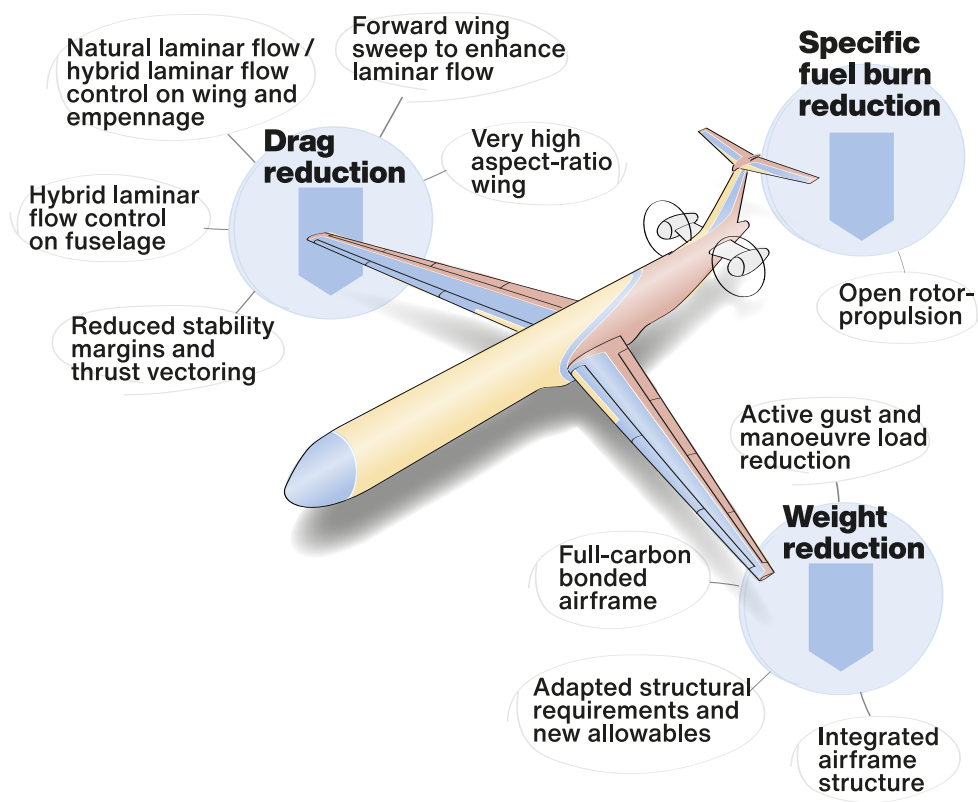 Natural laminar flow/
hybrid laminar flow
control on wing and
empennage
Forward wing
sweep to enhance
laminar flow
Drag
reduction
Very high
aspect-ratio
wing
Hybrid laminar
flow control
on fuselage
Reduced stability
margins and
thrust vectoring
Specific
fuel burn
reduction
Open rotor-
propulsion
Active gust and
manoeuvre load
reduction
Weight
reduction
Full-carbon
bonded
airframe
Adapted structural
requirements and
new allowables
Integrated
airframe
structure